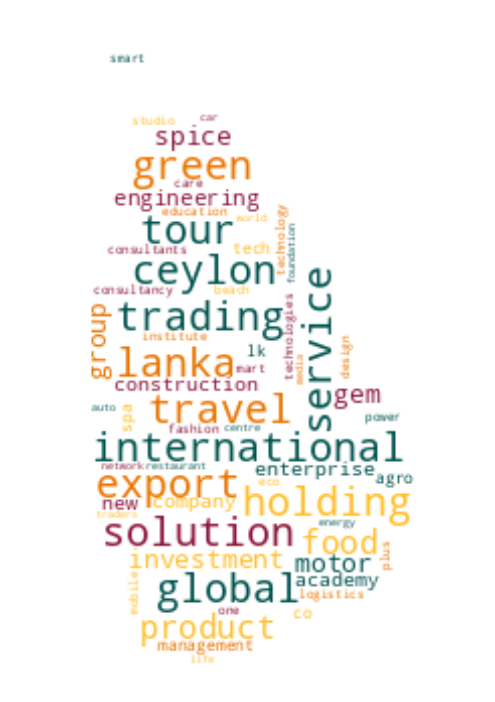 smart
car
studio
spice
green
care
engineering
education
world
technology
tour
foundation
consultants
tech
ceylon
service
consultancy
beach
technologies
trading
group
institute
design
lk
lanka
mart
media
construction
gem
travel
auto
spa
power
fashion
centre
international
network
restaurant
enterprise
agro
export
eco
new
company
holding
traders
solution
energy
food
plus
investment
motor
academy
global
mobile
logistics
one
co
product
management
life